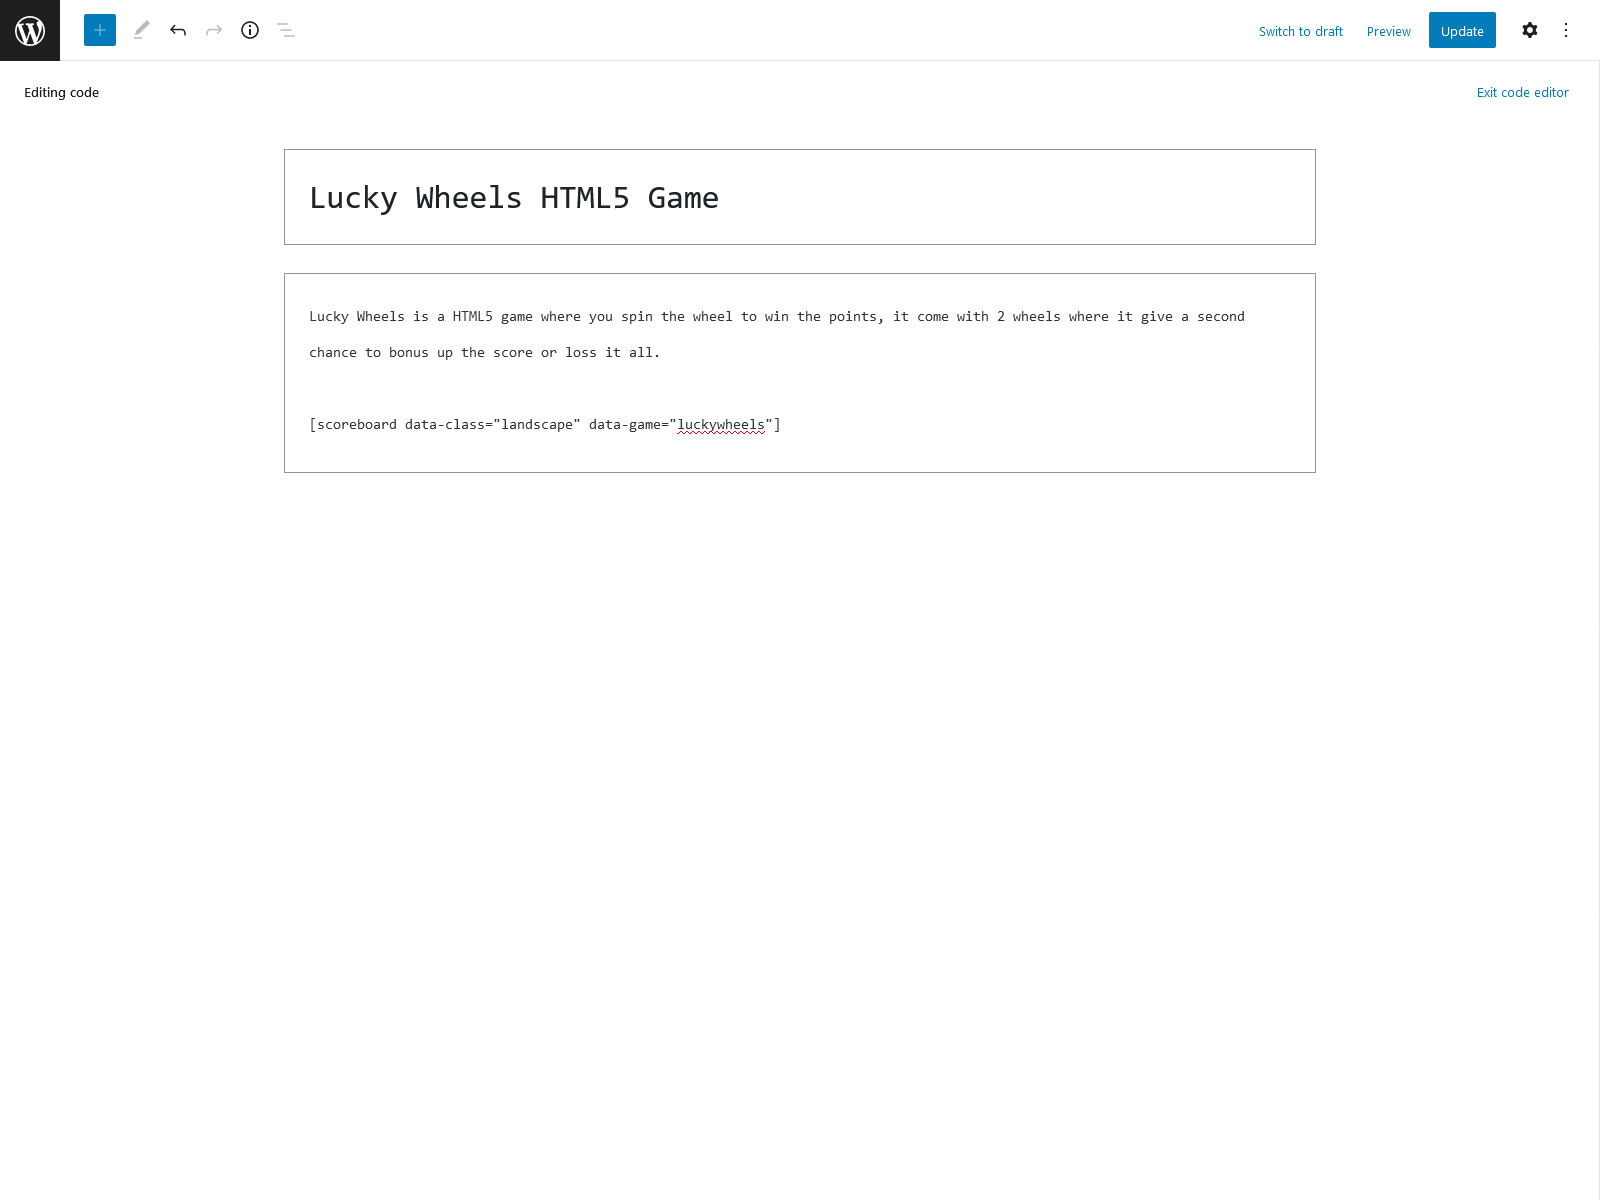 Switch to draft Preview Update
Editing code Exit code editor
Lucky Wheels HTML5 Game
Lucky Wheels is a HTML5 game where you spin the wheel to win the points, it come with 2 wheels where it give a second
chance to bonus up the score or loss it all.
[scoreboard data-class="landscape" data-game="luckywheels"]